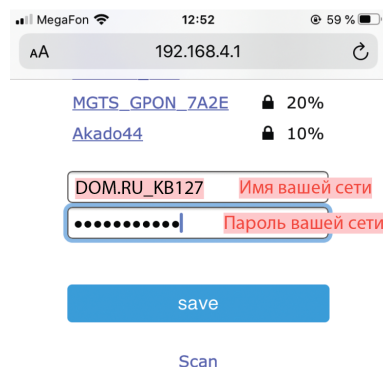 MegaFon 12:52 59 %
AA 192.168.4.1
MGTS_GPON_7A2E 20%
Akado44 10%
DOM.RU_KB127 Имя вашей сети
••••••••••• Пароль вашей сети
save
Scan